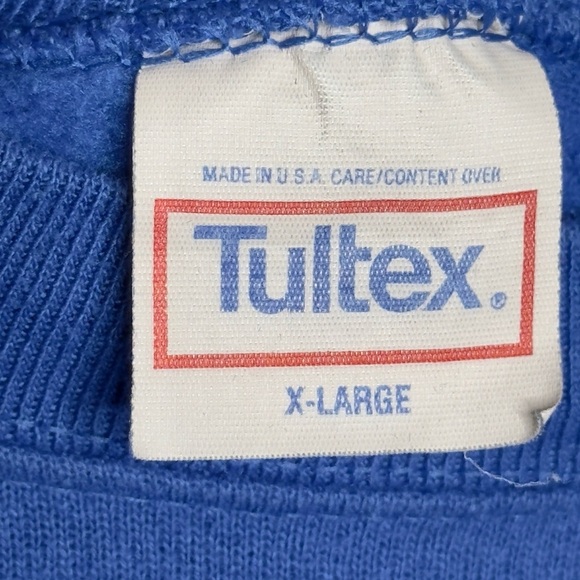 MADE IN U.S.A. CARE/CONTENT OVER
Tultex®
X-LARGE